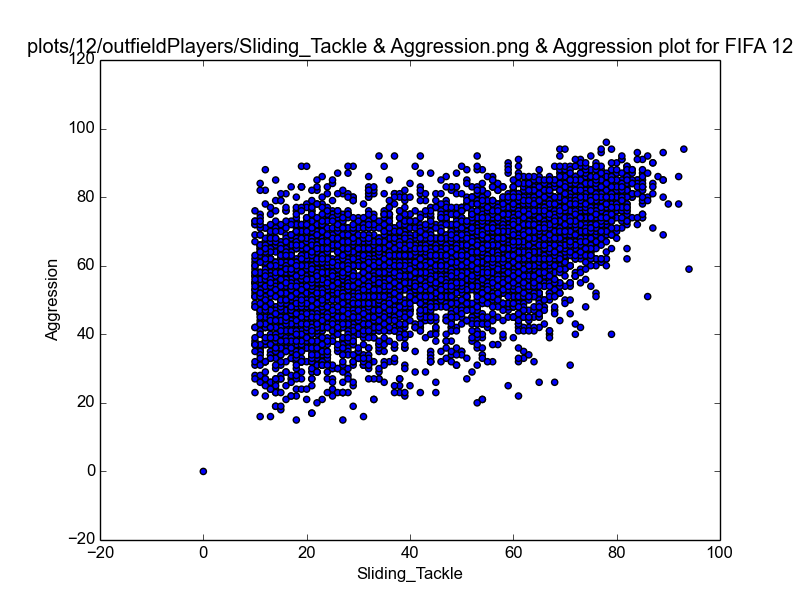 plots/12/outfieldPlayers/Sliding_Tackle & Aggression.png & Aggression plot for FIFA 12
120
100
80
60
40
20
0
−20
Aggression
−20 0 20 40 60 80 100
Sliding_Tackle